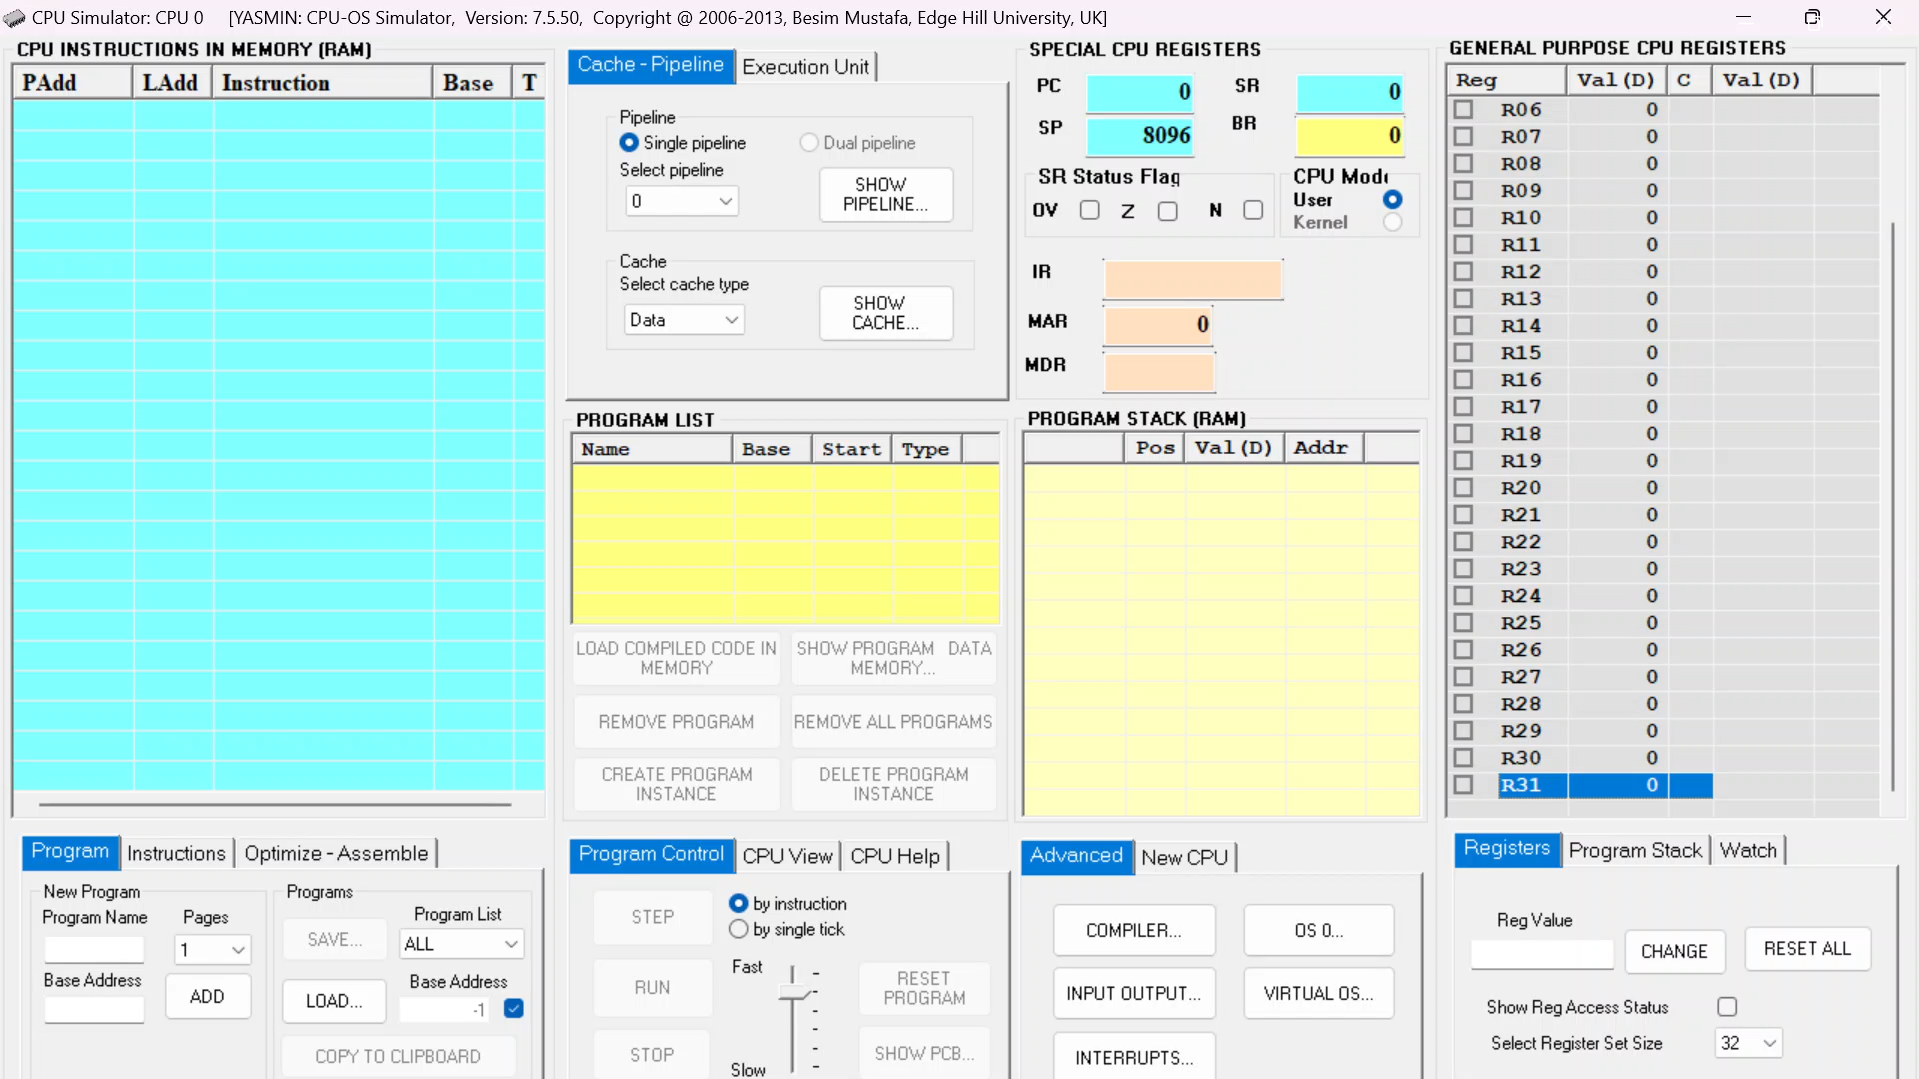 CPU Simulator: CPU 0 [YASMIN: CPU-OS Simulator, Version: 7.5.50, Copyright @ 2006-2013, Besim Mustafa, Edge Hill University, UK]
CPU INSTRUCTIONS IN MEMORY (RAM)
PAdd LAdd Instruction Base T
Program Instructions Optimize - Assemble
New Program
Program Name Pages
1
Base Address
ADD
Programs
Program List
SAVE... ALL
Base Address
LOAD... -1
COPY TO CLIPBOARD
Cache - Pipeline Execution Unit
Pipeline
Single pipeline Dual pipeline
Select pipeline
0
SHOW
PIPELINE...
Cache
Select cache type
Data
SHOW
CACHE...
PROGRAM LIST
Name Base Start Type
LOAD COMPILED CODE IN
MEMORY
SHOW PROGRAM DATA
MEMORY...
REMOVE PROGRAM REMOVE ALL PROGRAMS
CREATE PROGRAM
INSTANCE
DELETE PROGRAM
INSTANCE
Program Control CPU View CPU Help
STEP
RUN
STOP
by instruction
by single tick
Fast
Slow
RESET
PROGRAM
SHOW PCB...
SPECIAL CPU REGISTERS
PC 0 SR 0
SP 8096 BR 0
SR Status Flag
OV Z N
CPU Mode
User
Kernel
IR
MAR 0
MDR
PROGRAM STACK (RAM)
Pos Val (D) Addr
Advanced New CPU
COMPILER... OS 0...
INPUT OUTPUT... VIRTUAL OS...
INTERRUPTS...
GENERAL PURPOSE CPU REGISTERS
Reg Val (D) C Val (D)
R06 0
R07 0
R08 0
R09 0
R10 0
R11 0
R12 0
R13 0
R14 0
R15 0
R16 0
R17 0
R18 0
R19 0
R20 0
R21 0
R22 0
R23 0
R24 0
R25 0
R26 0
R27 0
R28 0
R29 0
R30 0
R31 0
Registers Program Stack Watch
Reg Value
CHANGE RESET ALL
Show Reg Access Status
Select Register Set Size 32